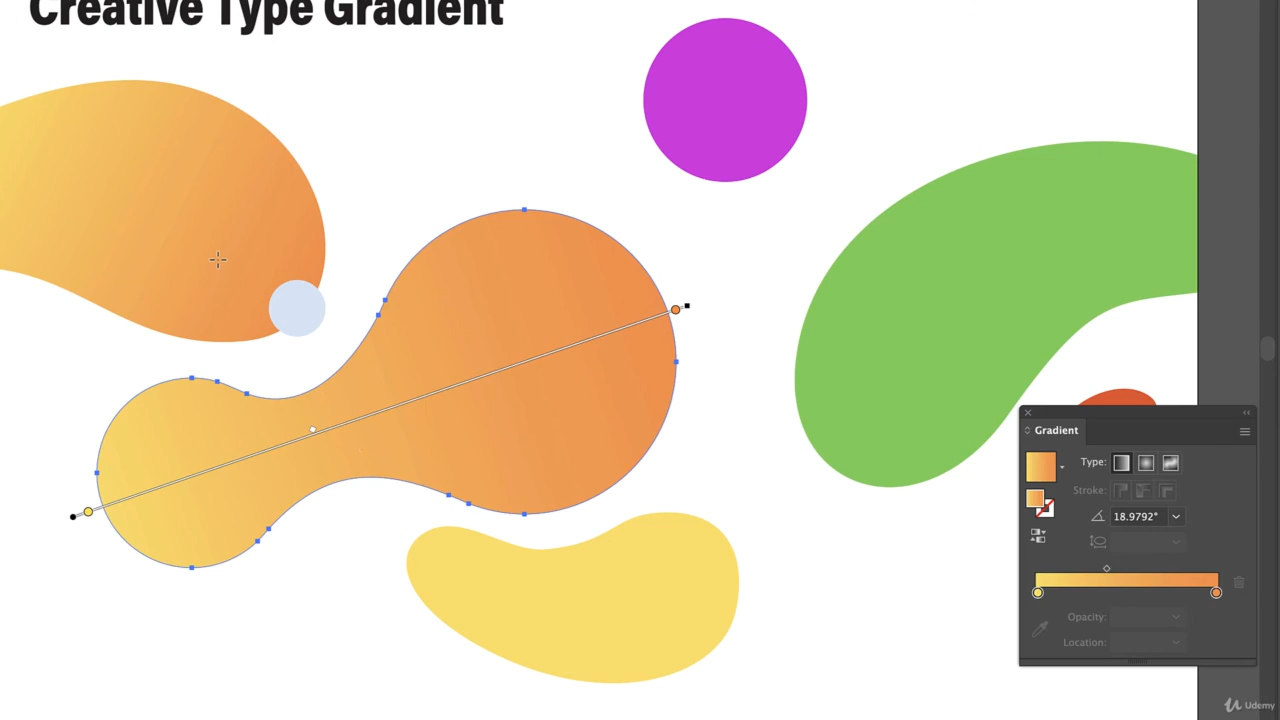 Creative Type Gradient
Gradient
Type:
Stroke:
18.9792°
Opacity:
Location:
Udemy